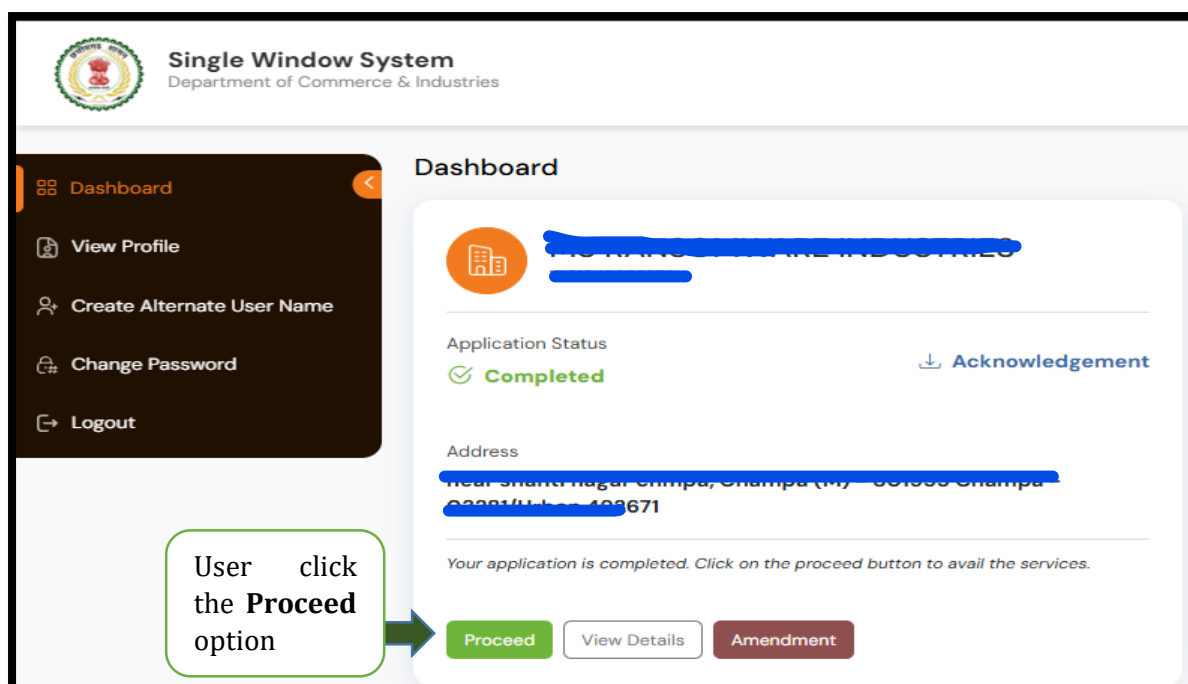 Single Window System
Department of Commerce & Industries
Dashboard
View Profile
Create Alternate User Name
Change Password
Logout
Dashboard
INDUSTRIES
Application Status
Completed
Acknowledgement
Address
671
Your application is completed. Click on the proceed button to avail the services.
User click
the Proceed
option
Proceed
View Details
Amendment